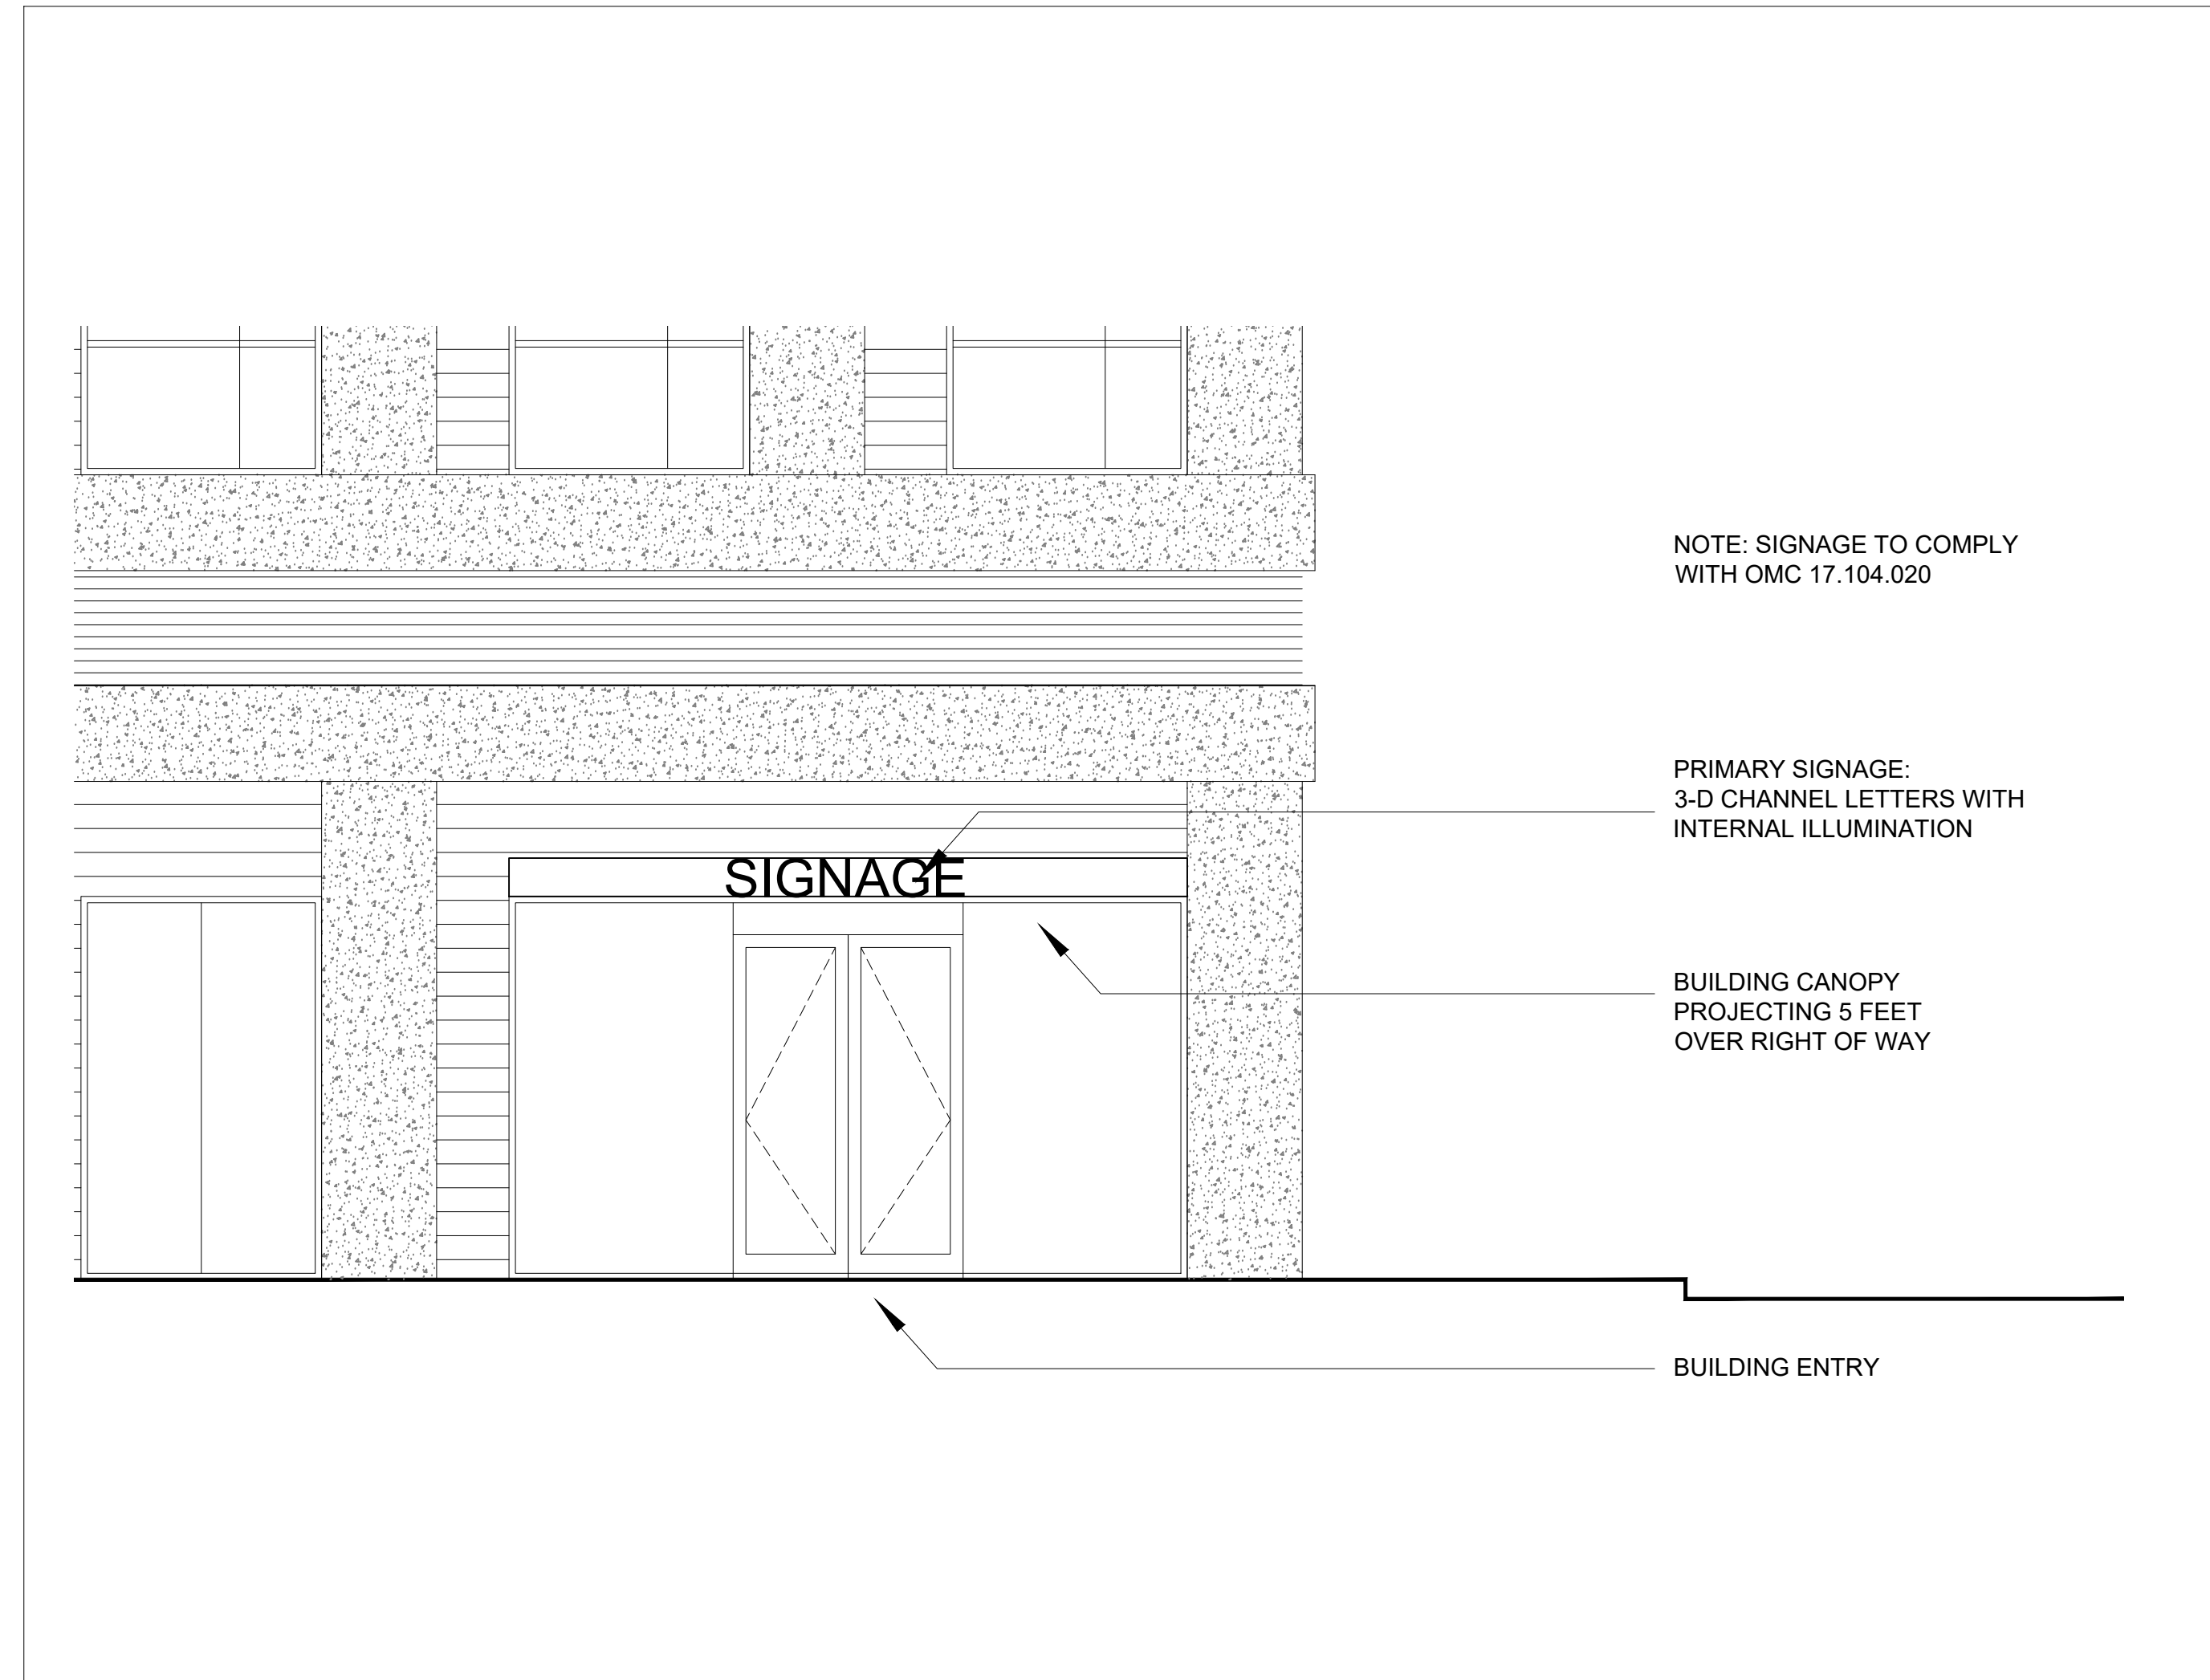 NOTE: SIGNAGE TO COMPLY
WITH OMC 17.104.020
PRIMARY SIGNAGE:
3-D CHANNEL LETTERS WITH
INTERNAL ILLUMINATION
SIGNAGE
BUILDING CANOPY
PROJECTING 5 FEET
OVER RIGHT OF WAY
BUILDING ENTRY